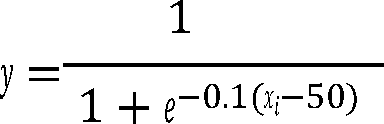 y = 1 / (1 + e^{−0.1(x_i−50)})